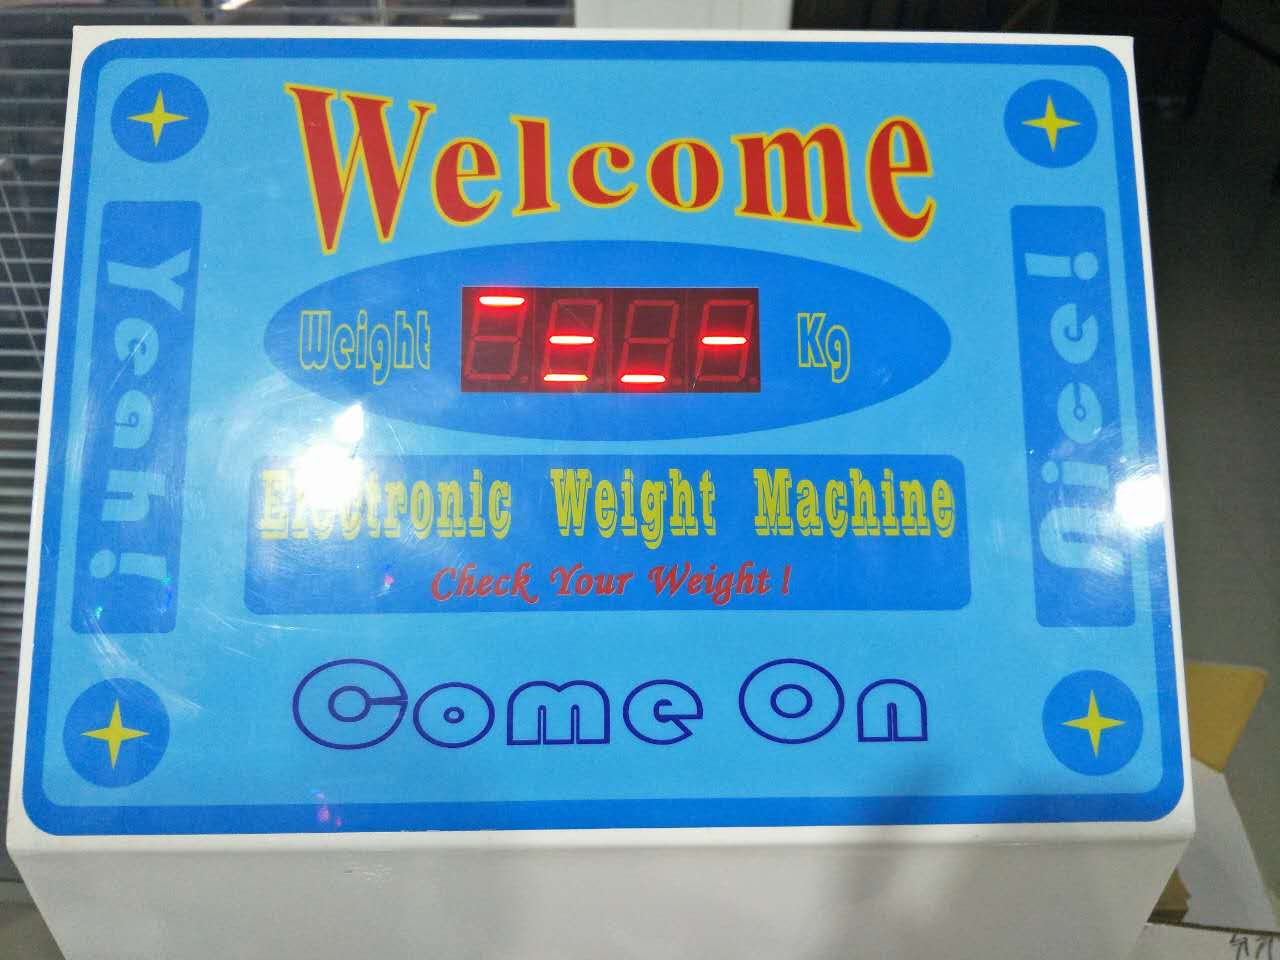 Welcome
Yeah!
Weight Kg
Nice!
Electronic Weight Machine
Check Your Weight!
Come On